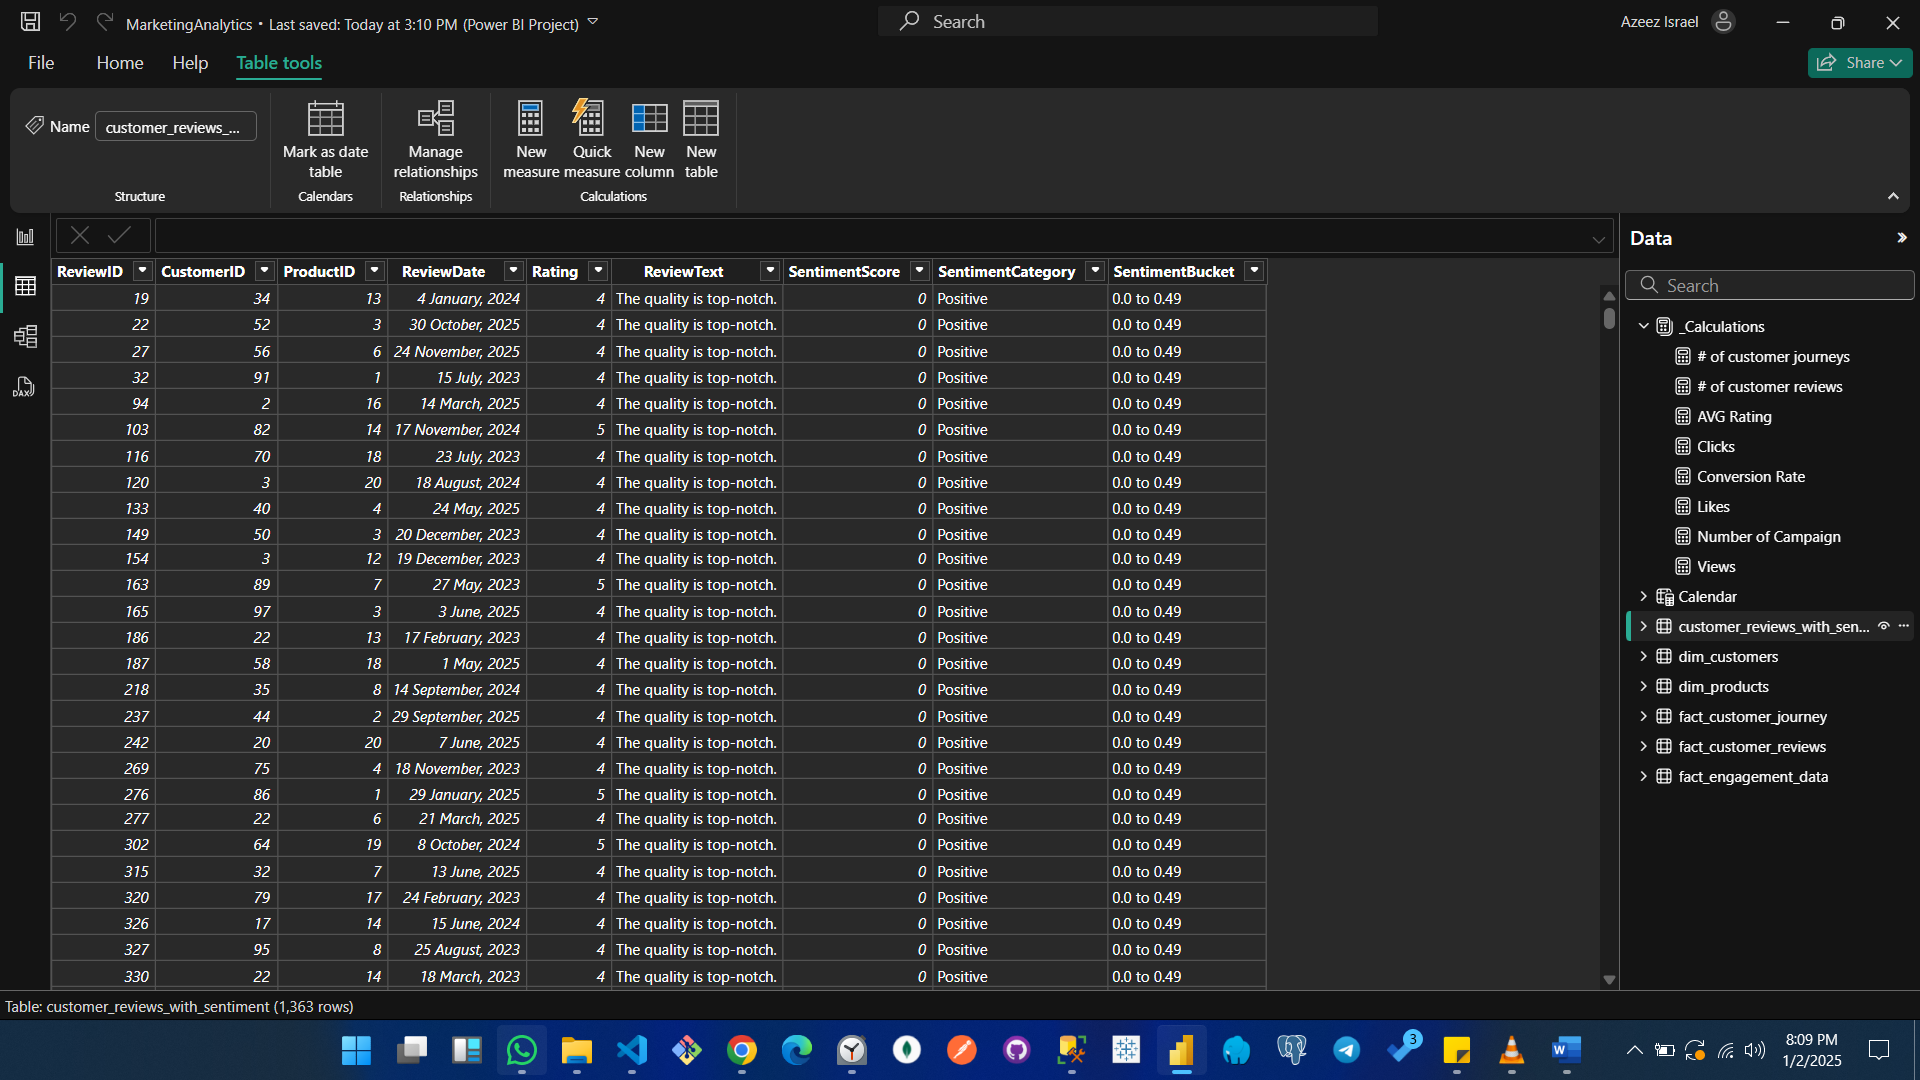 MarketingAnalytics • Last saved: Today at 3:10 PM (Power BI Project)
Search
Azeez Israel
File Home Help Table tools
Share
Name customer_reviews_...
Mark as date table
Manage relationships
New measure
Quick measure
New column
New table
Structure Calendars Relationships Calculations
ReviewID CustomerID ProductID ReviewDate Rating ReviewText SentimentScore SentimentCategory SentimentBucket
19 34 13 4 January, 2024 4 The quality is top-notch. 0 Positive 0.0 to 0.49
22 52 3 30 October, 2025 4 The quality is top-notch. 0 Positive 0.0 to 0.49
27 56 6 24 November, 2025 4 The quality is top-notch. 0 Positive 0.0 to 0.49
32 91 1 15 July, 2023 4 The quality is top-notch. 0 Positive 0.0 to 0.49
94 2 16 14 March, 2025 4 The quality is top-notch. 0 Positive 0.0 to 0.49
103 82 14 17 November, 2024 5 The quality is top-notch. 0 Positive 0.0 to 0.49
116 70 18 23 July, 2023 4 The quality is top-notch. 0 Positive 0.0 to 0.49
120 3 20 18 August, 2024 4 The quality is top-notch. 0 Positive 0.0 to 0.49
133 40 4 24 May, 2025 4 The quality is top-notch. 0 Positive 0.0 to 0.49
149 50 3 20 December, 2023 4 The quality is top-notch. 0 Positive 0.0 to 0.49
154 3 12 19 December, 2023 4 The quality is top-notch. 0 Positive 0.0 to 0.49
163 89 7 27 May, 2023 5 The quality is top-notch. 0 Positive 0.0 to 0.49
165 97 3 3 June, 2025 4 The quality is top-notch. 0 Positive 0.0 to 0.49
186 22 13 17 February, 2023 4 The quality is top-notch. 0 Positive 0.0 to 0.49
187 58 18 1 May, 2025 4 The quality is top-notch. 0 Positive 0.0 to 0.49
218 35 8 14 September, 2024 4 The quality is top-notch. 0 Positive 0.0 to 0.49
237 44 2 29 September, 2025 4 The quality is top-notch. 0 Positive 0.0 to 0.49
242 20 20 7 June, 2025 4 The quality is top-notch. 0 Positive 0.0 to 0.49
269 75 4 18 November, 2023 4 The quality is top-notch. 0 Positive 0.0 to 0.49
276 86 1 29 January, 2025 5 The quality is top-notch. 0 Positive 0.0 to 0.49
277 22 6 21 March, 2025 4 The quality is top-notch. 0 Positive 0.0 to 0.49
302 64 19 8 October, 2024 5 The quality is top-notch. 0 Positive 0.0 to 0.49
315 32 7 13 June, 2025 4 The quality is top-notch. 0 Positive 0.0 to 0.49
320 79 17 24 February, 2023 4 The quality is top-notch. 0 Positive 0.0 to 0.49
326 17 14 15 June, 2024 4 The quality is top-notch. 0 Positive 0.0 to 0.49
327 95 8 25 August, 2023 4 The quality is top-notch. 0 Positive 0.0 to 0.49
330 22 14 18 March, 2023 4 The quality is top-notch. 0 Positive 0.0 to 0.49
Data
Search
_Calculations
# of customer journeys
# of customer reviews
AVG Rating
Clicks
Conversion Rate
Likes
Number of Campaign
Views
Calendar
customer_reviews_with_sen...
dim_customers
dim_products
fact_customer_journey
fact_customer_reviews
fact_engagement_data
DAX
Table: customer_reviews_with_sentiment (1,363 rows)
3
8:09 PM
1/2/2025